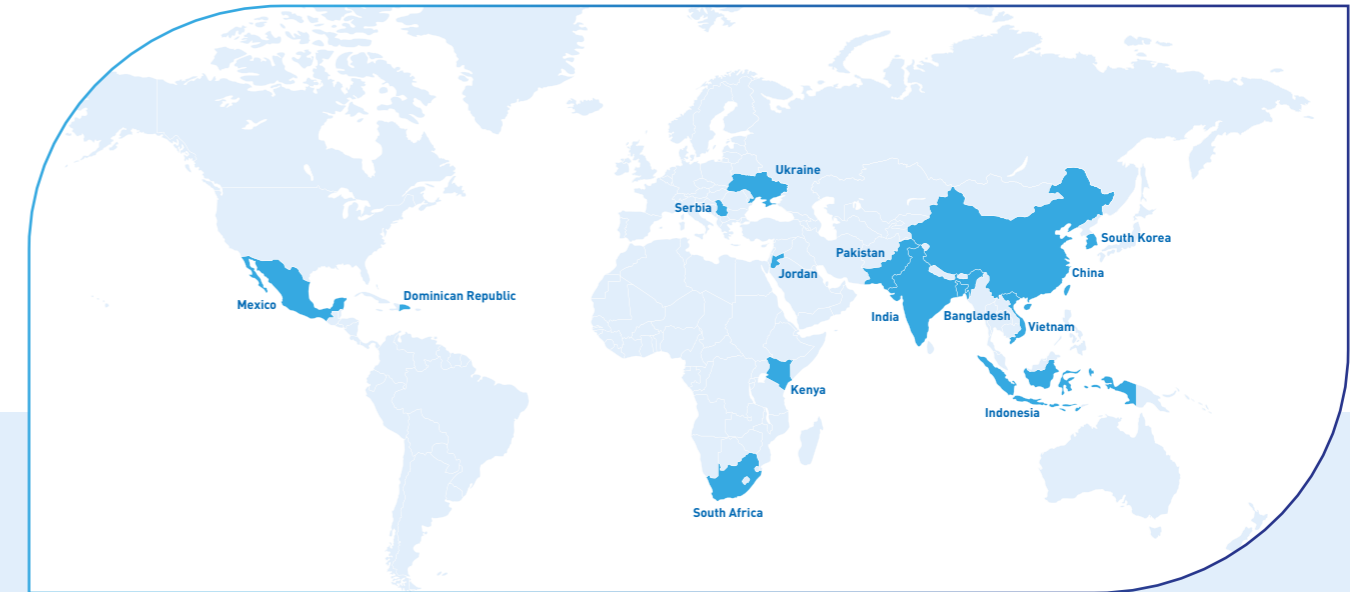 Ukraine
Serbia
South Korea
Pakistan
Jordan
China
Dominican Republic
Mexico
India
Bangladesh
Vietnam
Kenya
Indonesia
South Africa